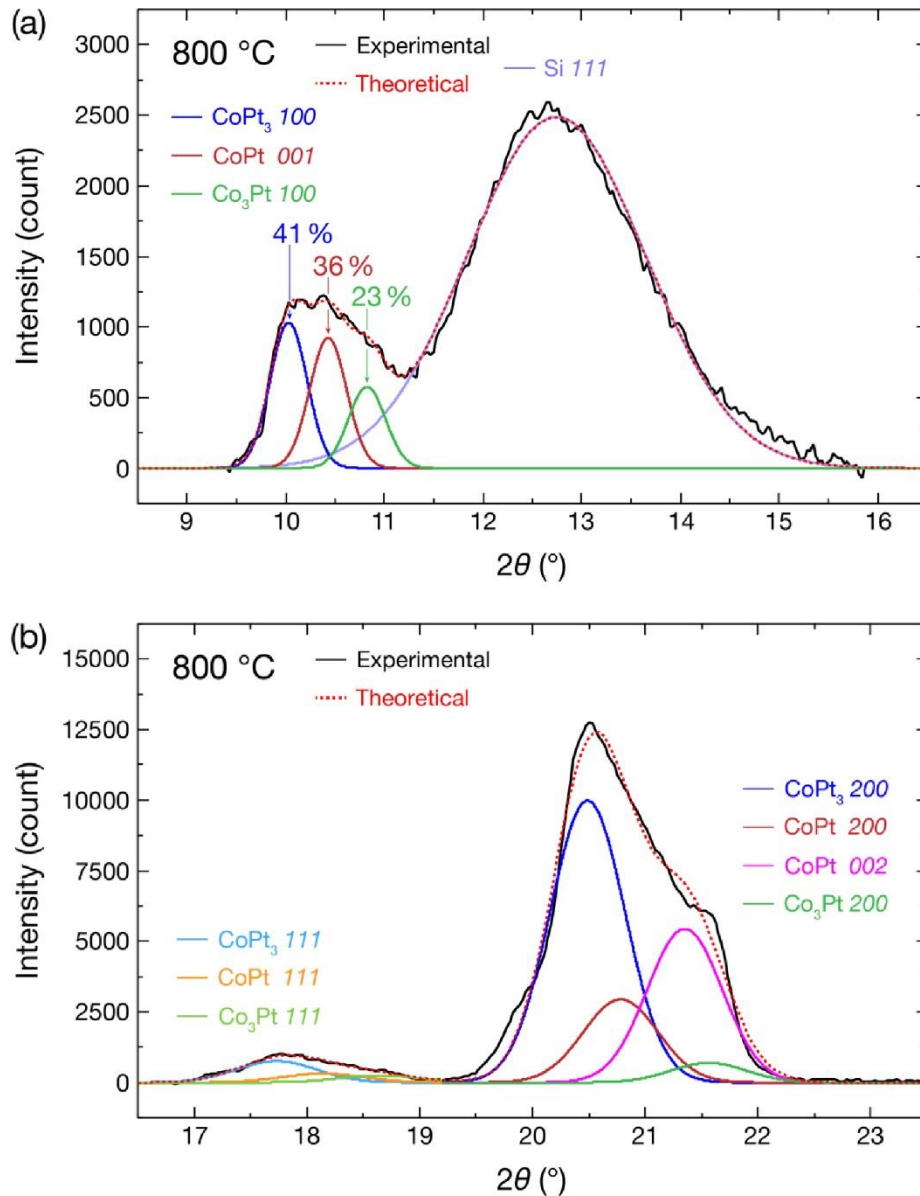 (a)
800 °C
Experimental
Theoretical
Si 111
CoPt₃ 100
CoPt 001
Co₃Pt 100
41 %
36 %
23 %
3000
2500
2000
1500
1000
500
0
Intensity (count)
9 10 11 12 13 14 15 16
2θ (°)
(b)
800 °C
Experimental
Theoretical
CoPt₃ 200
CoPt 200
CoPt 002
Co₃Pt 200
CoPt₃ 111
CoPt 111
Co₃Pt 111
15000
12500
10000
7500
5000
2500
0
Intensity (count)
17 18 19 20 21 22 23
2θ (°)